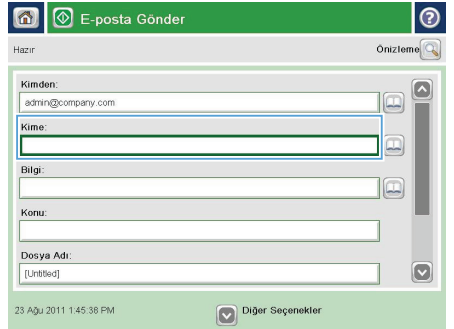 E-posta Gönder
Hazır
Önizleme
Kimden:
admin@company.com
Kime:
Bilgi:
Konu:
Dosya Adı:
[Untitled]
23 Ağu 2011 1:45:36 PM
Diğer Seçenekler